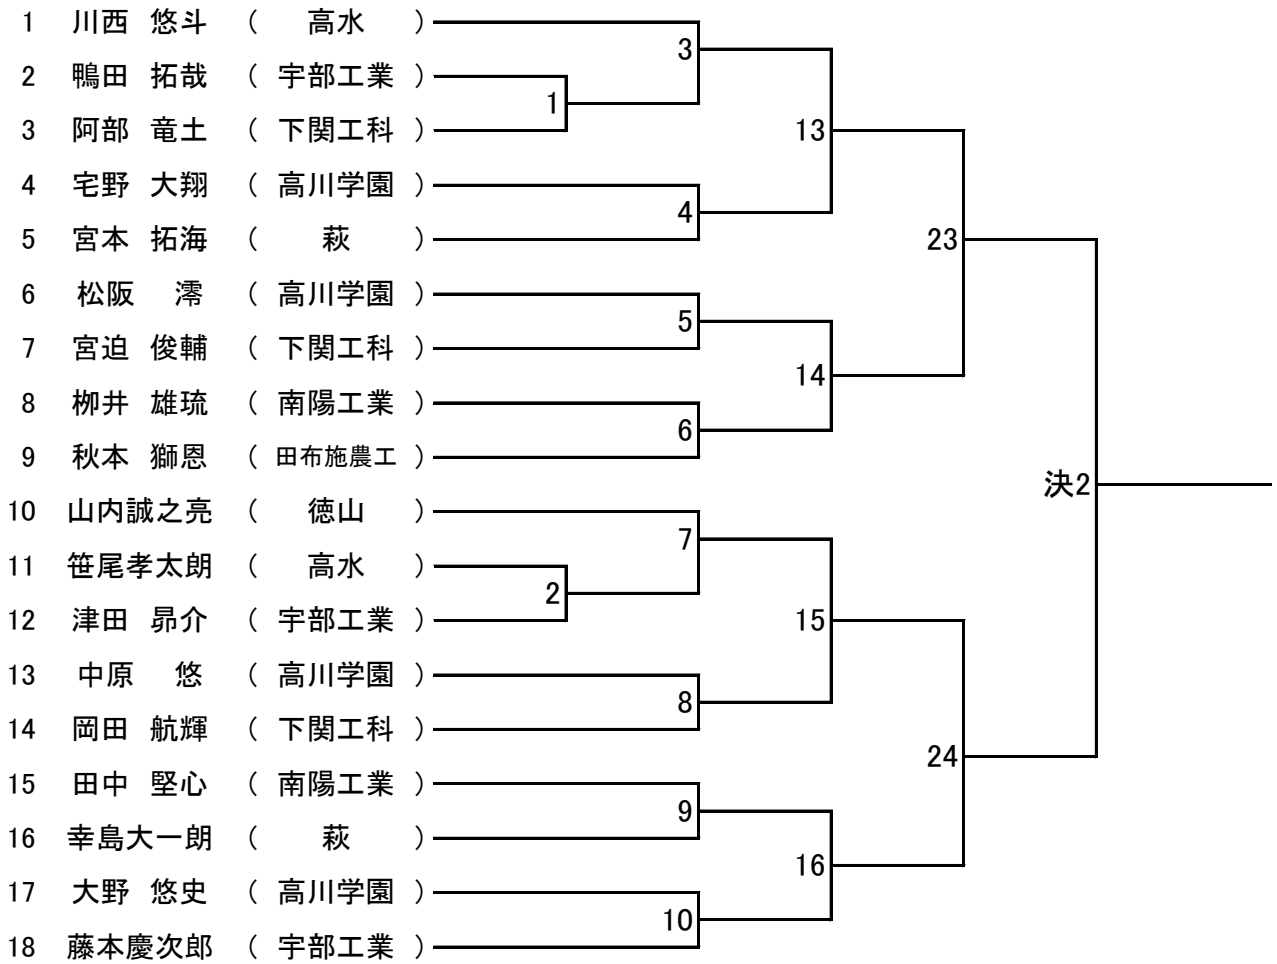 1 川西 悠斗 ( 高水 )
3
2 鴨田 拓哉 ( 宇部工業 )
1
3 阿部 竜土 ( 下関工科 )
13
4 宅野 大翔 ( 高川学園 )
4
5 宮本 拓海 ( 萩 )
23
6 松阪 澪 ( 高川学園 )
5
7 宮迫 俊輔 ( 下関工科 )
14
8 栁井 雄琉 ( 南陽工業 )
6
9 秋本 獅恩 ( 田布施農工 )
決2
10 山内誠之亮 ( 徳山 )
7
11 笹尾孝太朗 ( 高水 )
2
12 津田 昴介 ( 宇部工業 )
15
13 中原 悠 ( 高川学園 )
8
14 岡田 航輝 ( 下関工科 )
24
15 田中 堅心 ( 南陽工業 )
9
16 幸島大一朗 ( 萩 )
16
17 大野 悠史 ( 高川学園 )
10
18 藤本慶次郎 ( 宇部工業 )